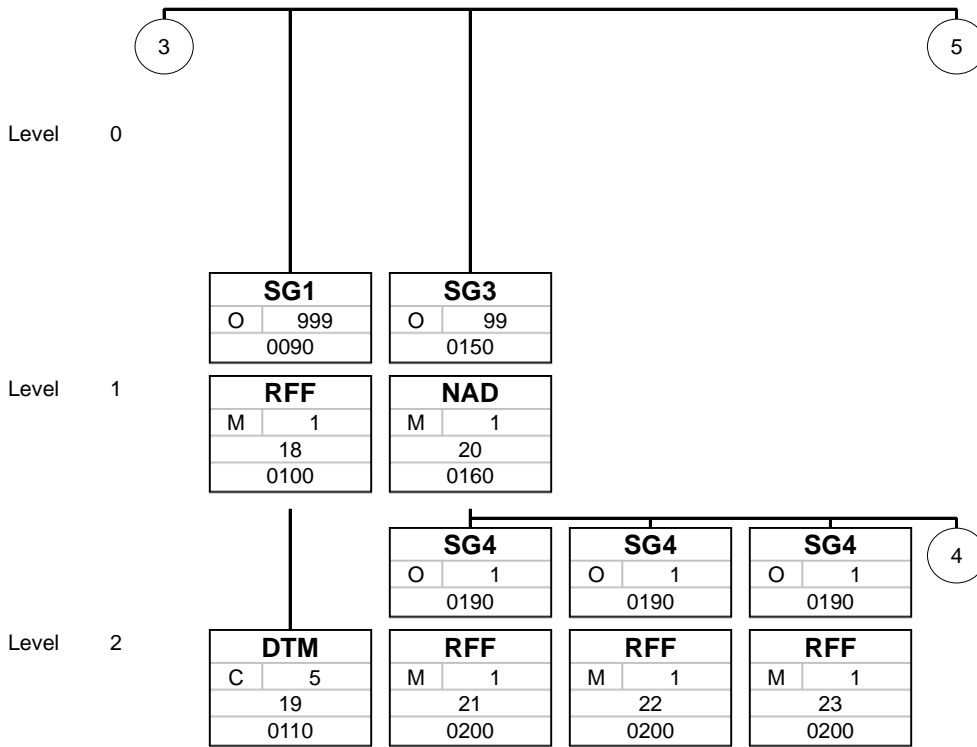 3 5
Level 0
SG1 SG3
O 999 O 99
0090 0150
Level 1
RFF NAD
M 1 M 1
18 20
0100 0160
SG4 SG4 SG4
4
O 1 O 1 O 1
0190 0190 0190
Level 2
DTM RFF RFF RFF
C 5 M 1 M 1 M 1
19 21 22 23
0110 0200 0200 0200